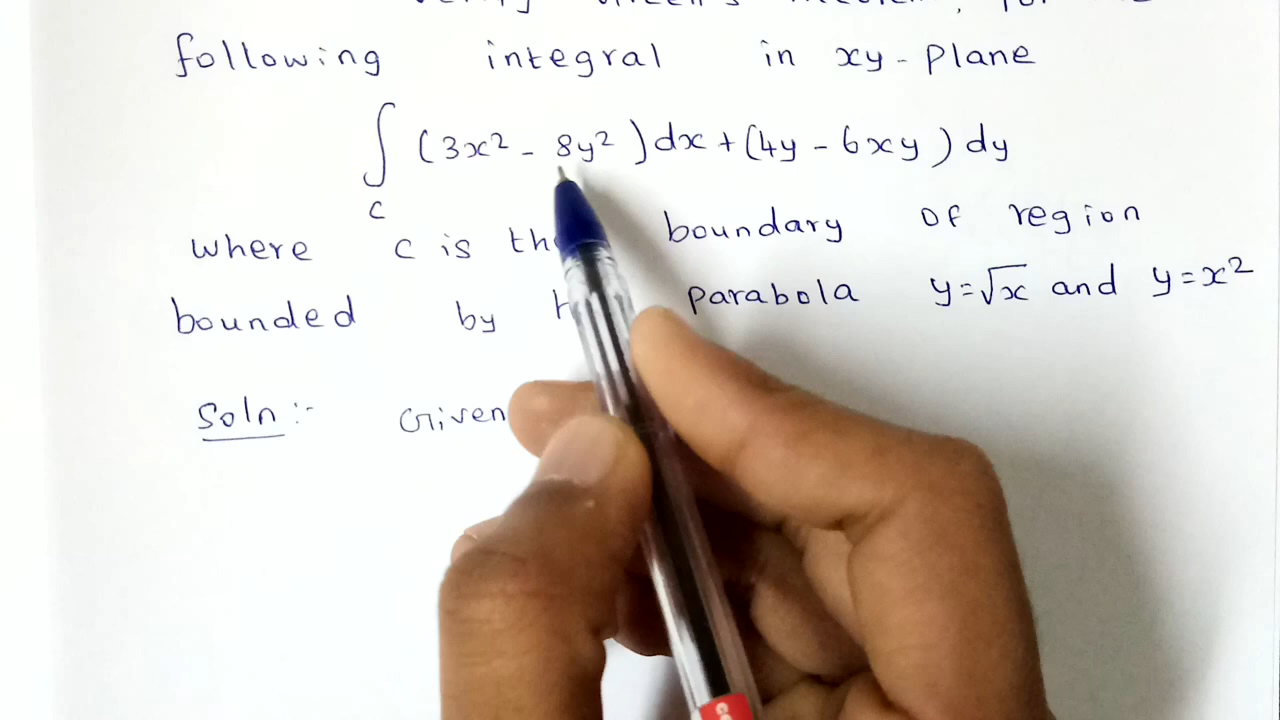 following integral in xy-plane
∫ (3x² - 8y²) dx + (4y - 6xy) dy
C
where C is boundary of region
bounded by parabola y=√x and y=x²
Soln:- Given